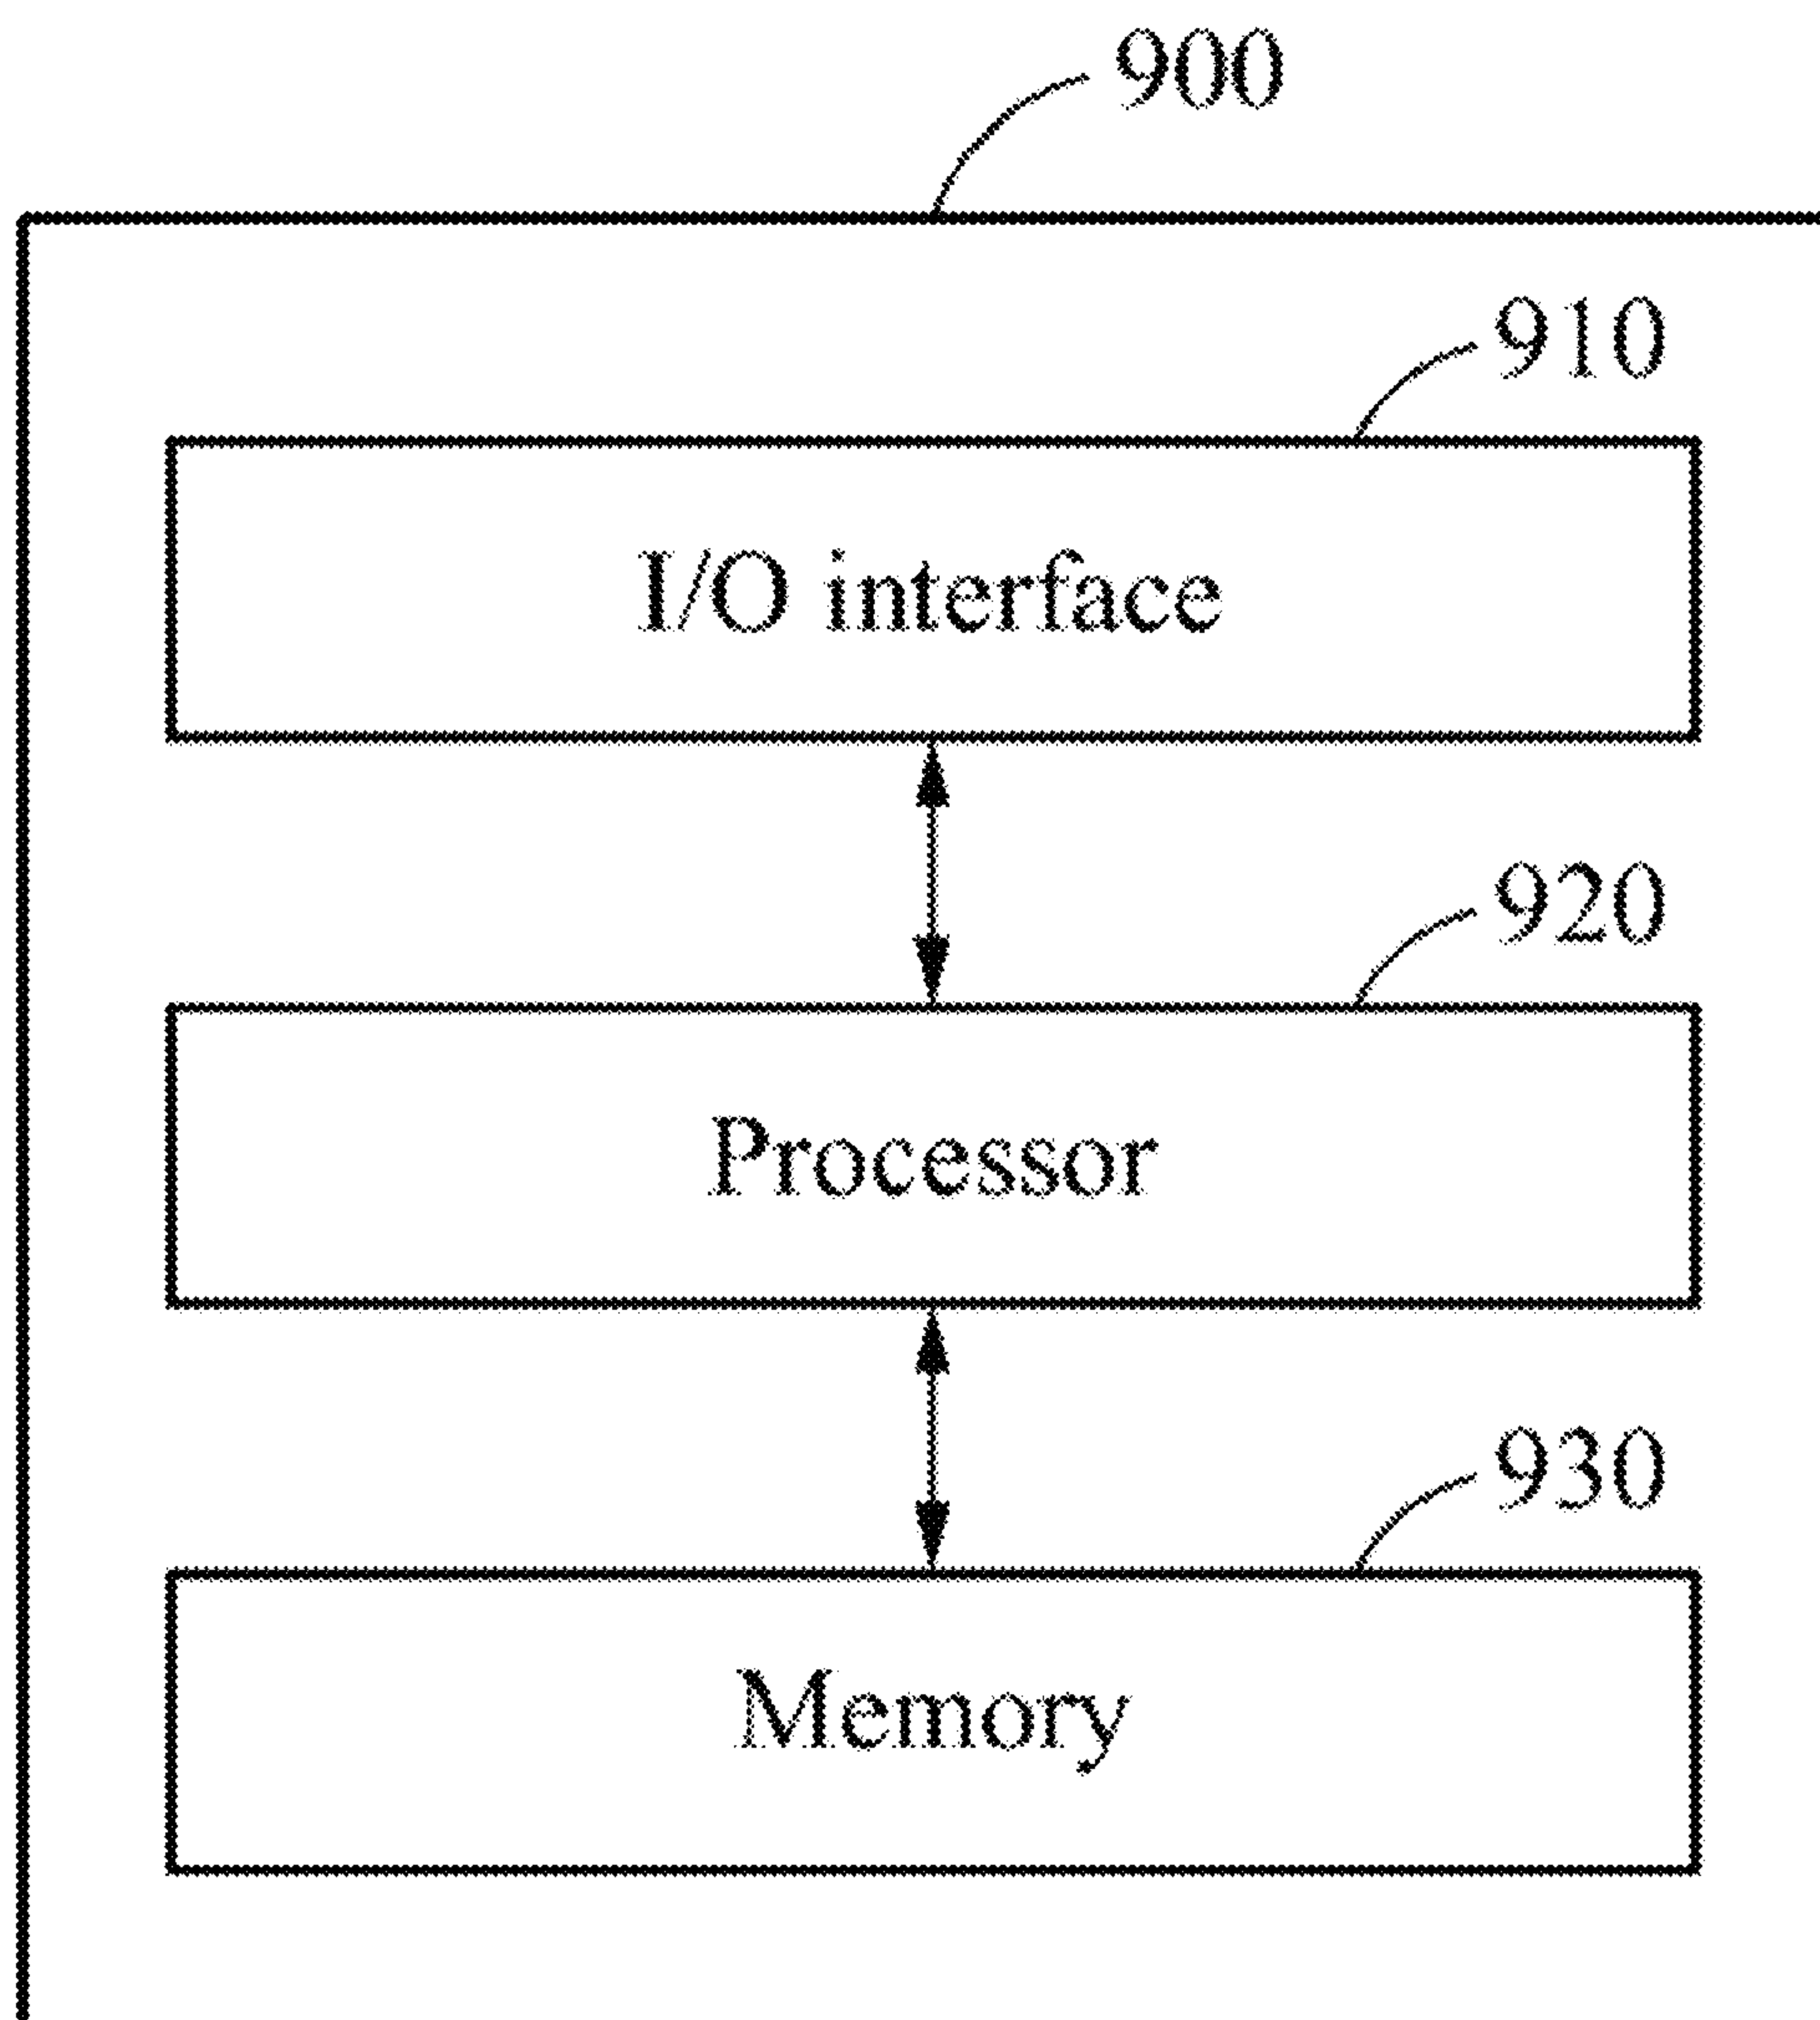 900
910
I/O interface
920
Processor
930
Memory